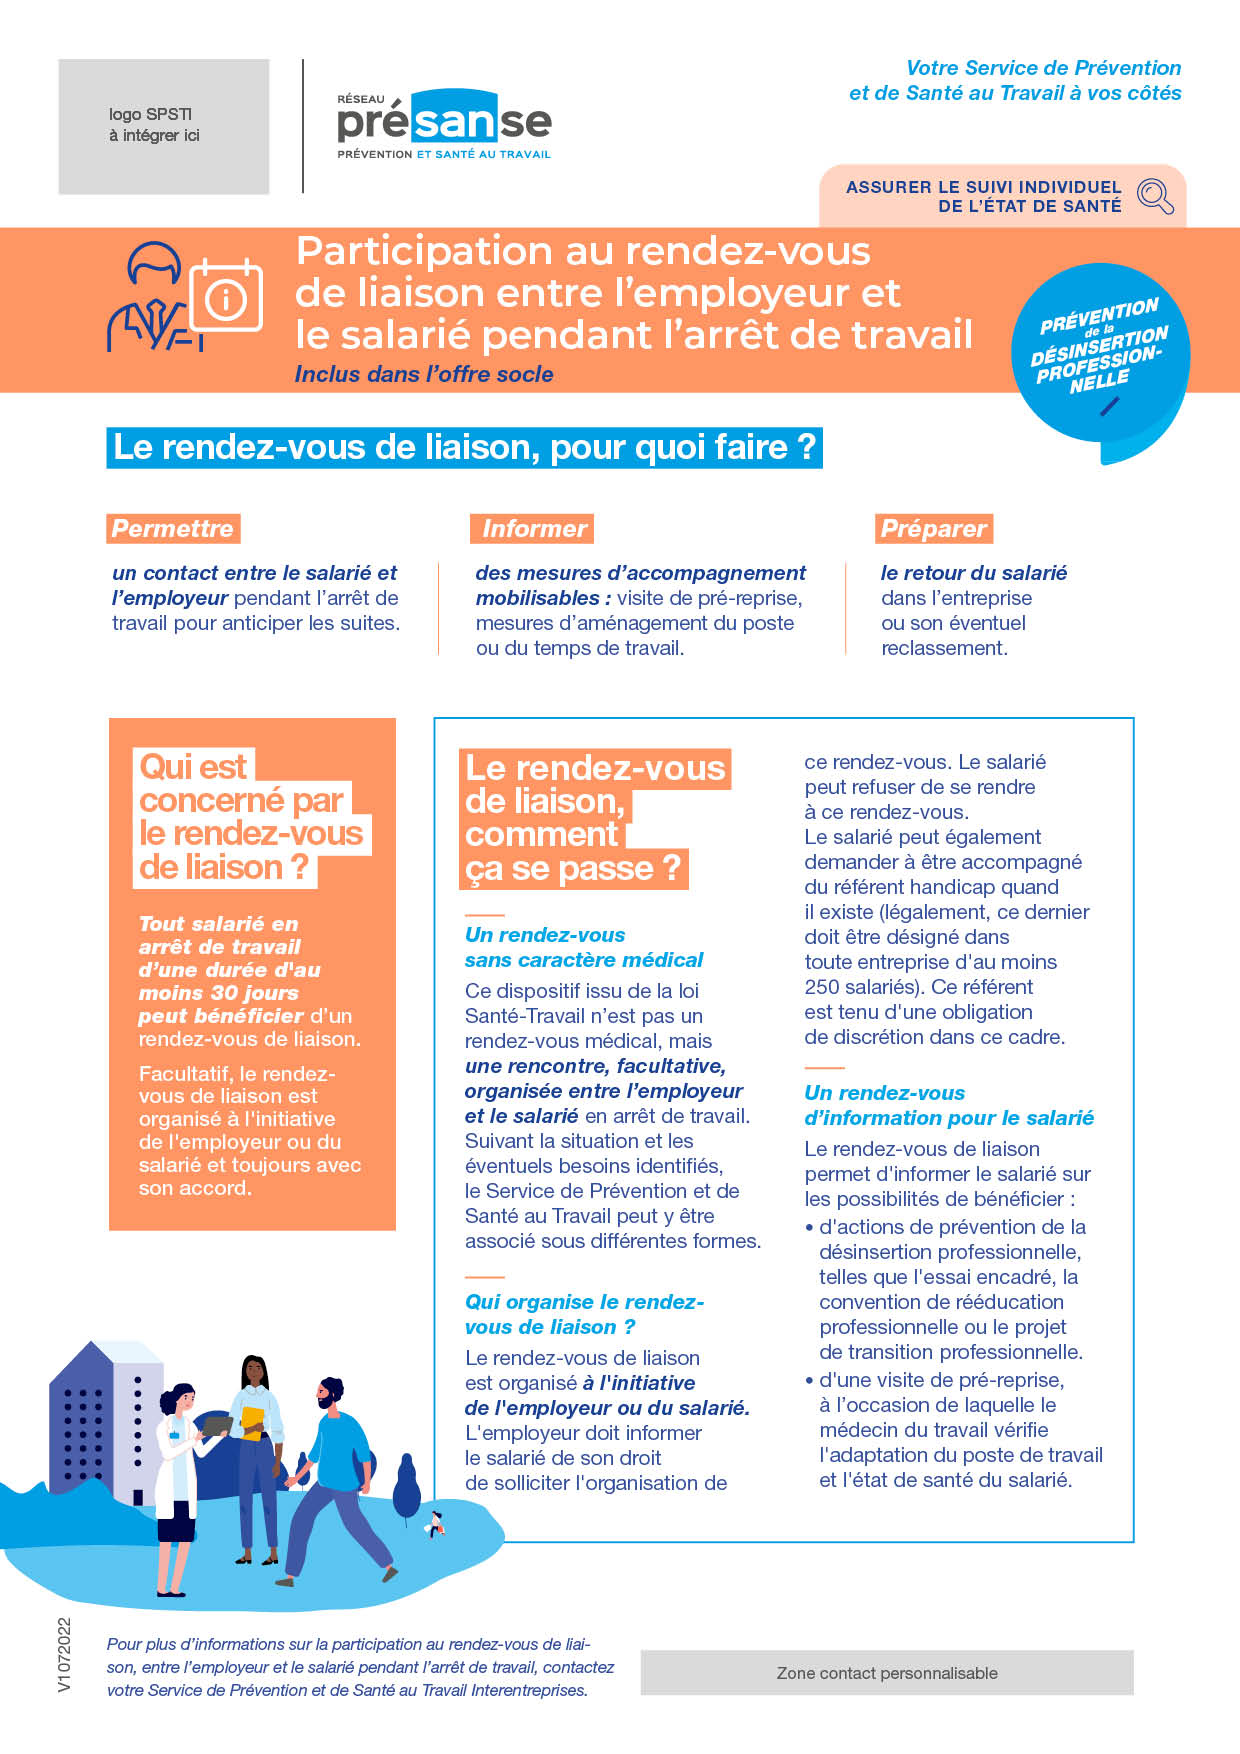 logo SPSTI
à intégrer ici
RÉSEAU
présanse
PRÉVENTION ET SANTÉ AU TRAVAIL
Votre Service de Prévention
et de Santé au Travail à vos côtés
ASSURER LE SUIVI INDIVIDUEL
DE L’ÉTAT DE SANTÉ
Participation au rendez-vous
de liaison entre l’employeur et
le salarié pendant l’arrêt de travail
Inclus dans l’offre socle
PRÉVENTION
de la
DÉSINSERTION
PROFESSION-
NELLE
Le rendez-vous de liaison, pour quoi faire ?
Permettre
un contact entre le salarié et
l’employeur pendant l’arrêt de
travail pour anticiper les suites.
Informer
des mesures d’accompagnement
mobilisables : visite de pré-reprise,
mesures d’aménagement du poste
ou du temps de travail.
Préparer
le retour du salarié
dans l’entreprise
ou son éventuel
reclassement.
Qui est
concerné par
le rendez-vous
de liaison ?
Tout salarié en
arrêt de travail
d’une durée d'au
moins 30 jours
peut bénéficier d’un
rendez-vous de liaison.
Facultatif, le rendez-
vous de liaison est
organisé à l'initiative
de l'employeur ou du
salarié et toujours avec
son accord.
Le rendez-vous
de liaison,
comment
ça se passe ?
Un rendez-vous
sans caractère médical
Ce dispositif issu de la loi
Santé-Travail n’est pas un
rendez-vous médical, mais
une rencontre, facultative,
organisée entre l’employeur
et le salarié en arrêt de travail.
Suivant la situation et les
éventuels besoins identifiés,
le Service de Prévention et de
Santé au Travail peut y être
associé sous différentes formes.
Qui organise le rendez-
vous de liaison ?
Le rendez-vous de liaison
est organisé à l'initiative
de l'employeur ou du salarié.
L'employeur doit informer
le salarié de son droit
de solliciter l'organisation de
ce rendez-vous. Le salarié
peut refuser de se rendre
à ce rendez-vous.
Le salarié peut également
demander à être accompagné
du référent handicap quand
il existe (légalement, ce dernier
doit être désigné dans
toute entreprise d'au moins
250 salariés). Ce référent
est tenu d'une obligation
de discrétion dans ce cadre.
Un rendez-vous
d’information pour le salarié
Le rendez-vous de liaison
permet d'informer le salarié sur
les possibilités de bénéficier :
• d'actions de prévention de la
désinsertion professionnelle,
telles que l'essai encadré, la
convention de rééducation
professionnelle ou le projet
de transition professionnelle.
• d'une visite de pré-reprise,
à l’occasion de laquelle le
médecin du travail vérifie
l'adaptation du poste de travail
et l'état de santé du salarié.
V1072022
Pour plus d’informations sur la participation au rendez-vous de liai-
son, entre l’employeur et le salarié pendant l’arrêt de travail, contactez
votre Service de Prévention et de Santé au Travail Interentreprises.
Zone contact personnalisable